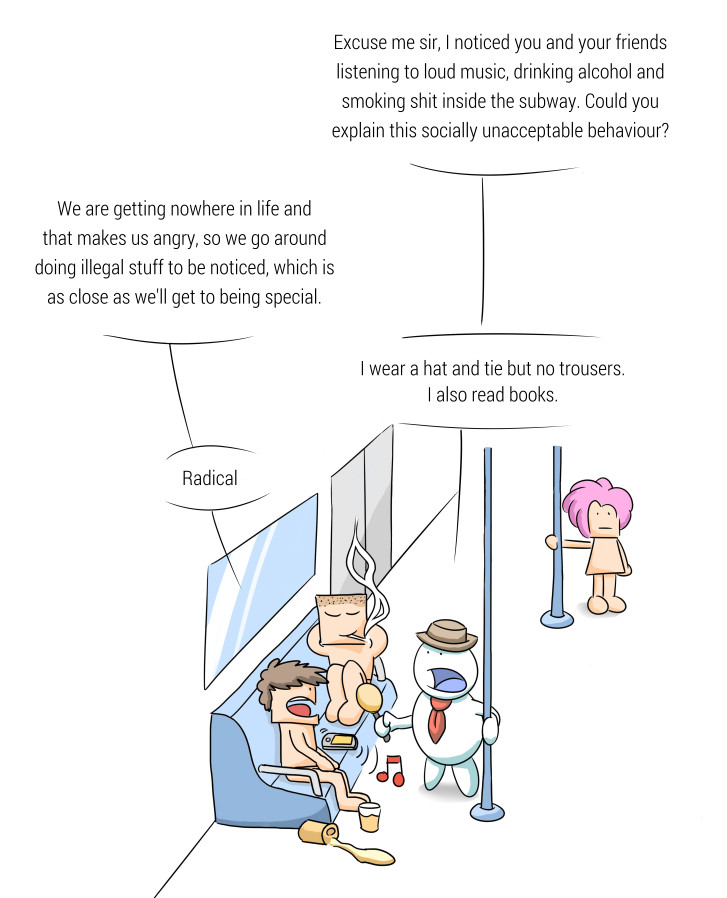 Excuse me sir, I noticed you and your friends
listening to loud music, drinking alcohol and
smoking shit inside the subway. Could you
explain this socially unacceptable behaviour?
We are getting nowhere in life and
that makes us angry, so we go around
doing illegal stuff to be noticed, which is
as close as we'll get to being special.
I wear a hat and tie but no trousers.
I also read books.
Radical